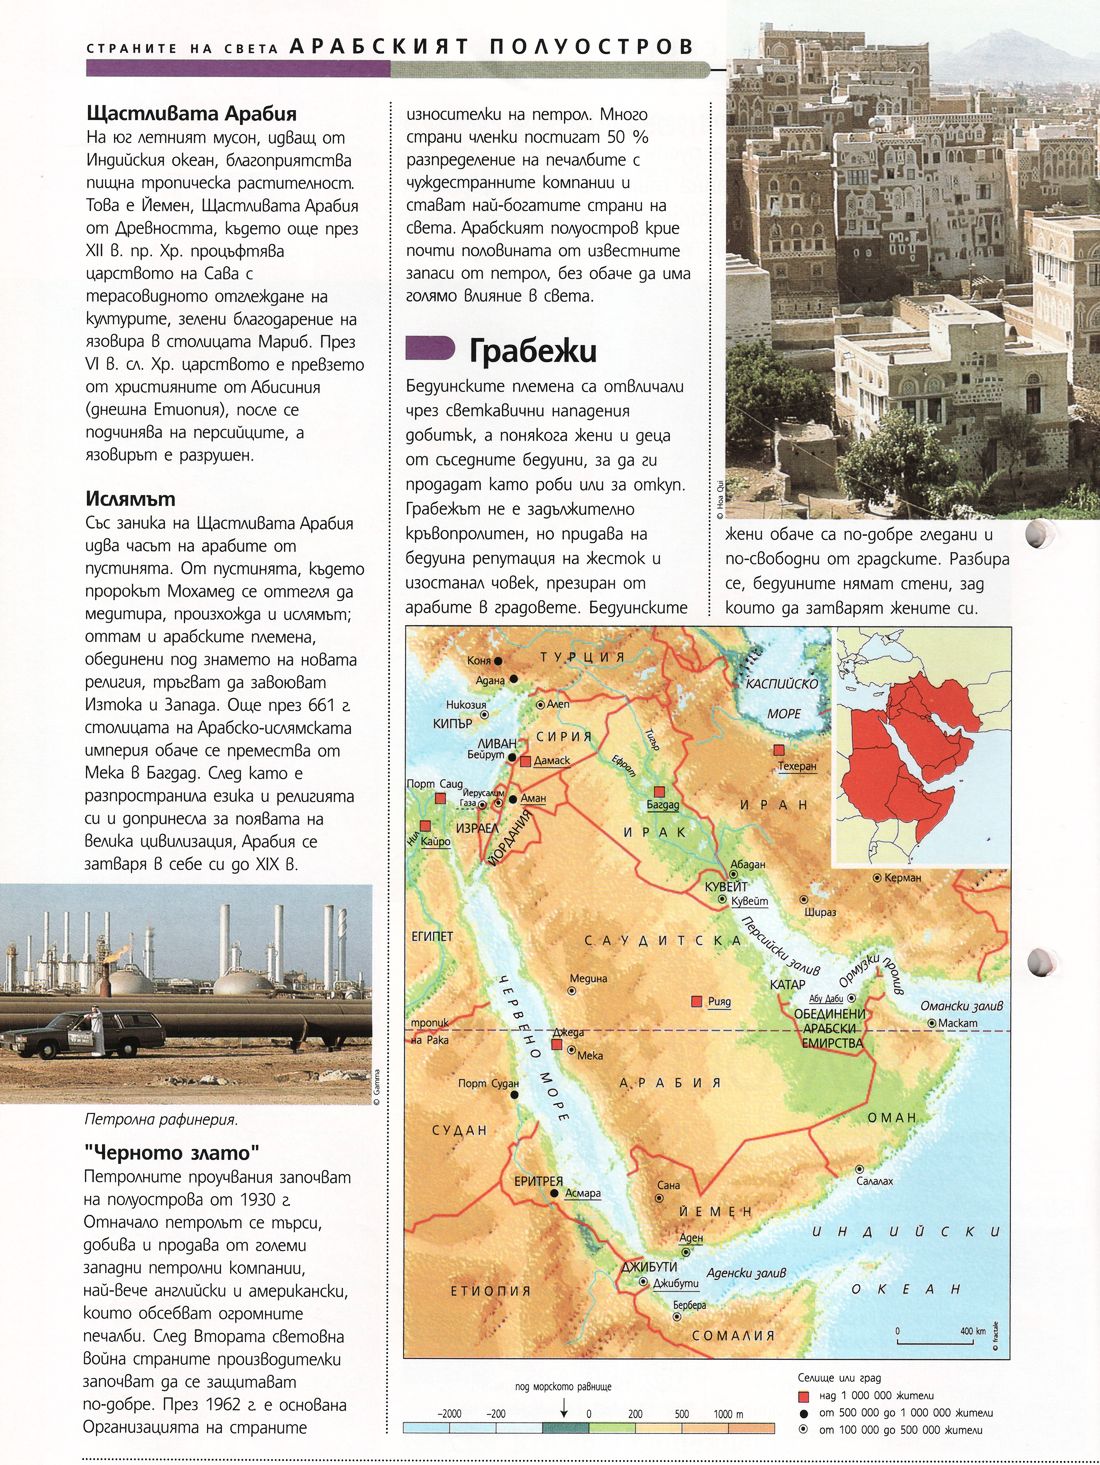 СТРАНИТЕ НА СВЕТА АРАБСКИЯТ ПОЛУОСТРОВ
Щастливата Арабия
На юг летният мусон, идващ от
Индийския океан, благоприятства
пищна тропическа растителност.
Това е Йемен, Щастливата Арабия
от Древността, където още през
XII в. пр. Хр. процъфтява
царството на Сава с
терасовидното отглеждане на
културите, зелени благодарение на
язовира в столицата Мариб. През
VI в. сл. Хр. царството е превзето
от християните от Абисиния
(днешна Етиопия), после се
подчинява на персийците, а
язовирът е разрушен.
Ислямът
Със заника на Щастливата Арабия
идва часът на арабите от
пустинята. От пустинята, където
пророкът Мохамед се оттегля да
медитира, произхожда и ислямът;
оттам и арабските племена,
обединени под знамето на новата
религия, тръгват да завоюват
Изтока и Запада. Още през 661 г.
столицата на Арабско-ислямската
империя обаче се премества от
Мека в Багдад. След като е
разпространила езика и религията
си и допринесла за появата на
велика цивилизация, Арабия се
затваря в себе си до XIX в.
© Gamma
Петролна рафинерия.
"Черното злато"
Петролните проучвания започват
на полуострова от 1930 г.
Отначало петролът се търси,
добива и продава от големи
западни петролни компании,
най-вече английски и американски,
които обсебват огромните
печалби. След Втората световна
война страните производителки
започват да се защитават
по-добре. През 1962 г. е основана
Организацията на страните
износителки на петрол. Много
страни членки постигат 50 %
разпределение на печалбите с
чуждестранните компании и
стават най-богатите страни на
света. Арабският полуостров крие
почти половината от известните
запаси от петрол, без обаче да има
голямо влияние в света.
Грабежи
Бедуинските племена са отвличали
чрез светкавични нападения
добитък, а понякога жени и деца
от съседните бедуини, за да ги
продадат като роби или за откуп.
Грабежът не е задължително
кръвопролитен, но придава на
бедуина репутация на жесток и
изостанал човек, презиран от
арабите в градовете. Бедуинските
© Hoa Qui
жени обаче са по-добре гледани и
по-свободни от градските. Разбира
се, бедуините нямат стени, зад
които да затварят жените си.
Коня
ТУРЦИЯ
Адана
КАСПИЙСКО
МОРЕ
Никозия
Алеп
КИПЪР
СИРИЯ
Тигър
ЛИВАН
Бейрут
Дамаск
Ефрат
Техеран
Порт Саид
Йерусалим
Газа
Аман
Багдад
ИРАН
ИЗРАЕЛ
ЙОРДАНИЯ
ИРАК
Нил
Кайро
Абадан
Керман
КУВЕЙТ
Кувейт
Шираз
ЕГИПЕТ
САУДИТСКА
Персийски залив
Ормузки пролив
Медина
КАТАР
Рияд
Абу Даби
Омански залив
ОБЕДИНЕНИ
АРАБСКИ
ЕМИРСТВА
Маскат
тропик
на Рака
ЧЕРВЕНО МОРЕ
Джеда
Мека
Порт Судан
АРАБИЯ
СУДАН
ОМАН
Салалах
ЕРИТРЕЯ
Асмара
Сана
ЙЕМЕН
ИНДИЙСКИ
ОКЕАН
Аден
ДЖИБУТИ
Джибути
Аденски залив
ЕТИОПИЯ
Бербера
СОМАЛИЯ
0 400 km
© fractale
под морското равнище
−2000 −200 0 200 500 1000 m
Селище или град
над 1 000 000 жители
от 500 000 до 1 000 000 жители
от 100 000 до 500 000 жители